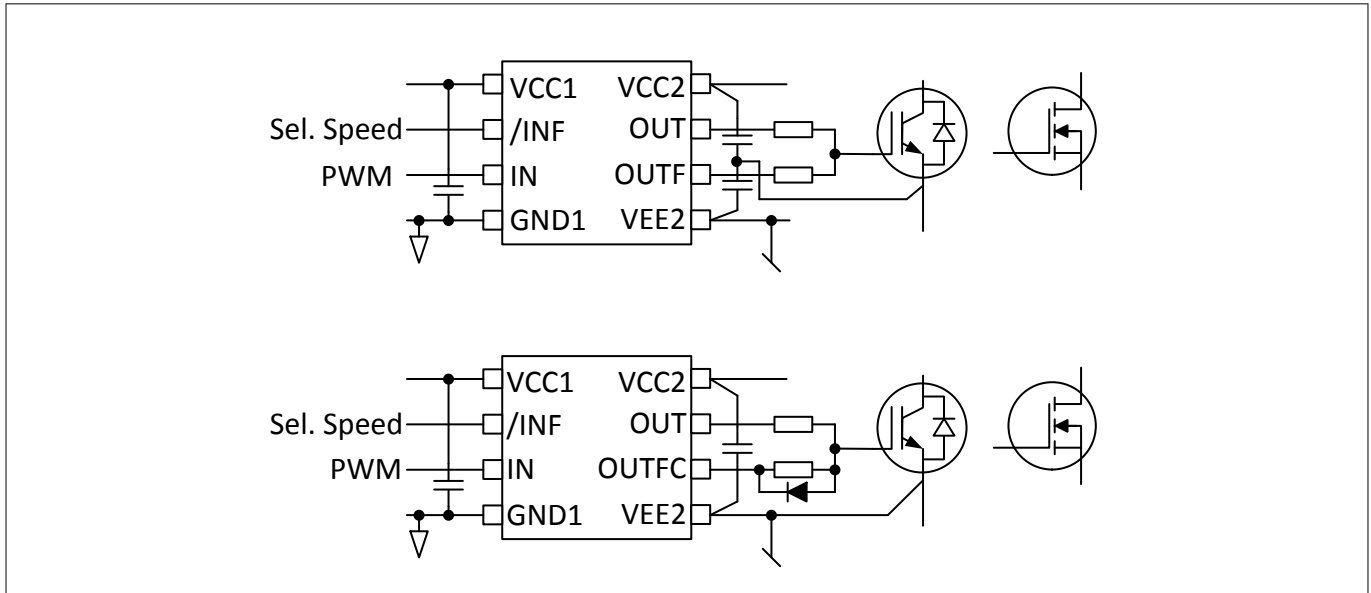 VCC1 VCC2
Sel. Speed /INF OUT
PWM IN OUTF
GND1 VEE2
VCC1 VCC2
Sel. Speed /INF OUT
PWM IN OUTFC
GND1 VEE2